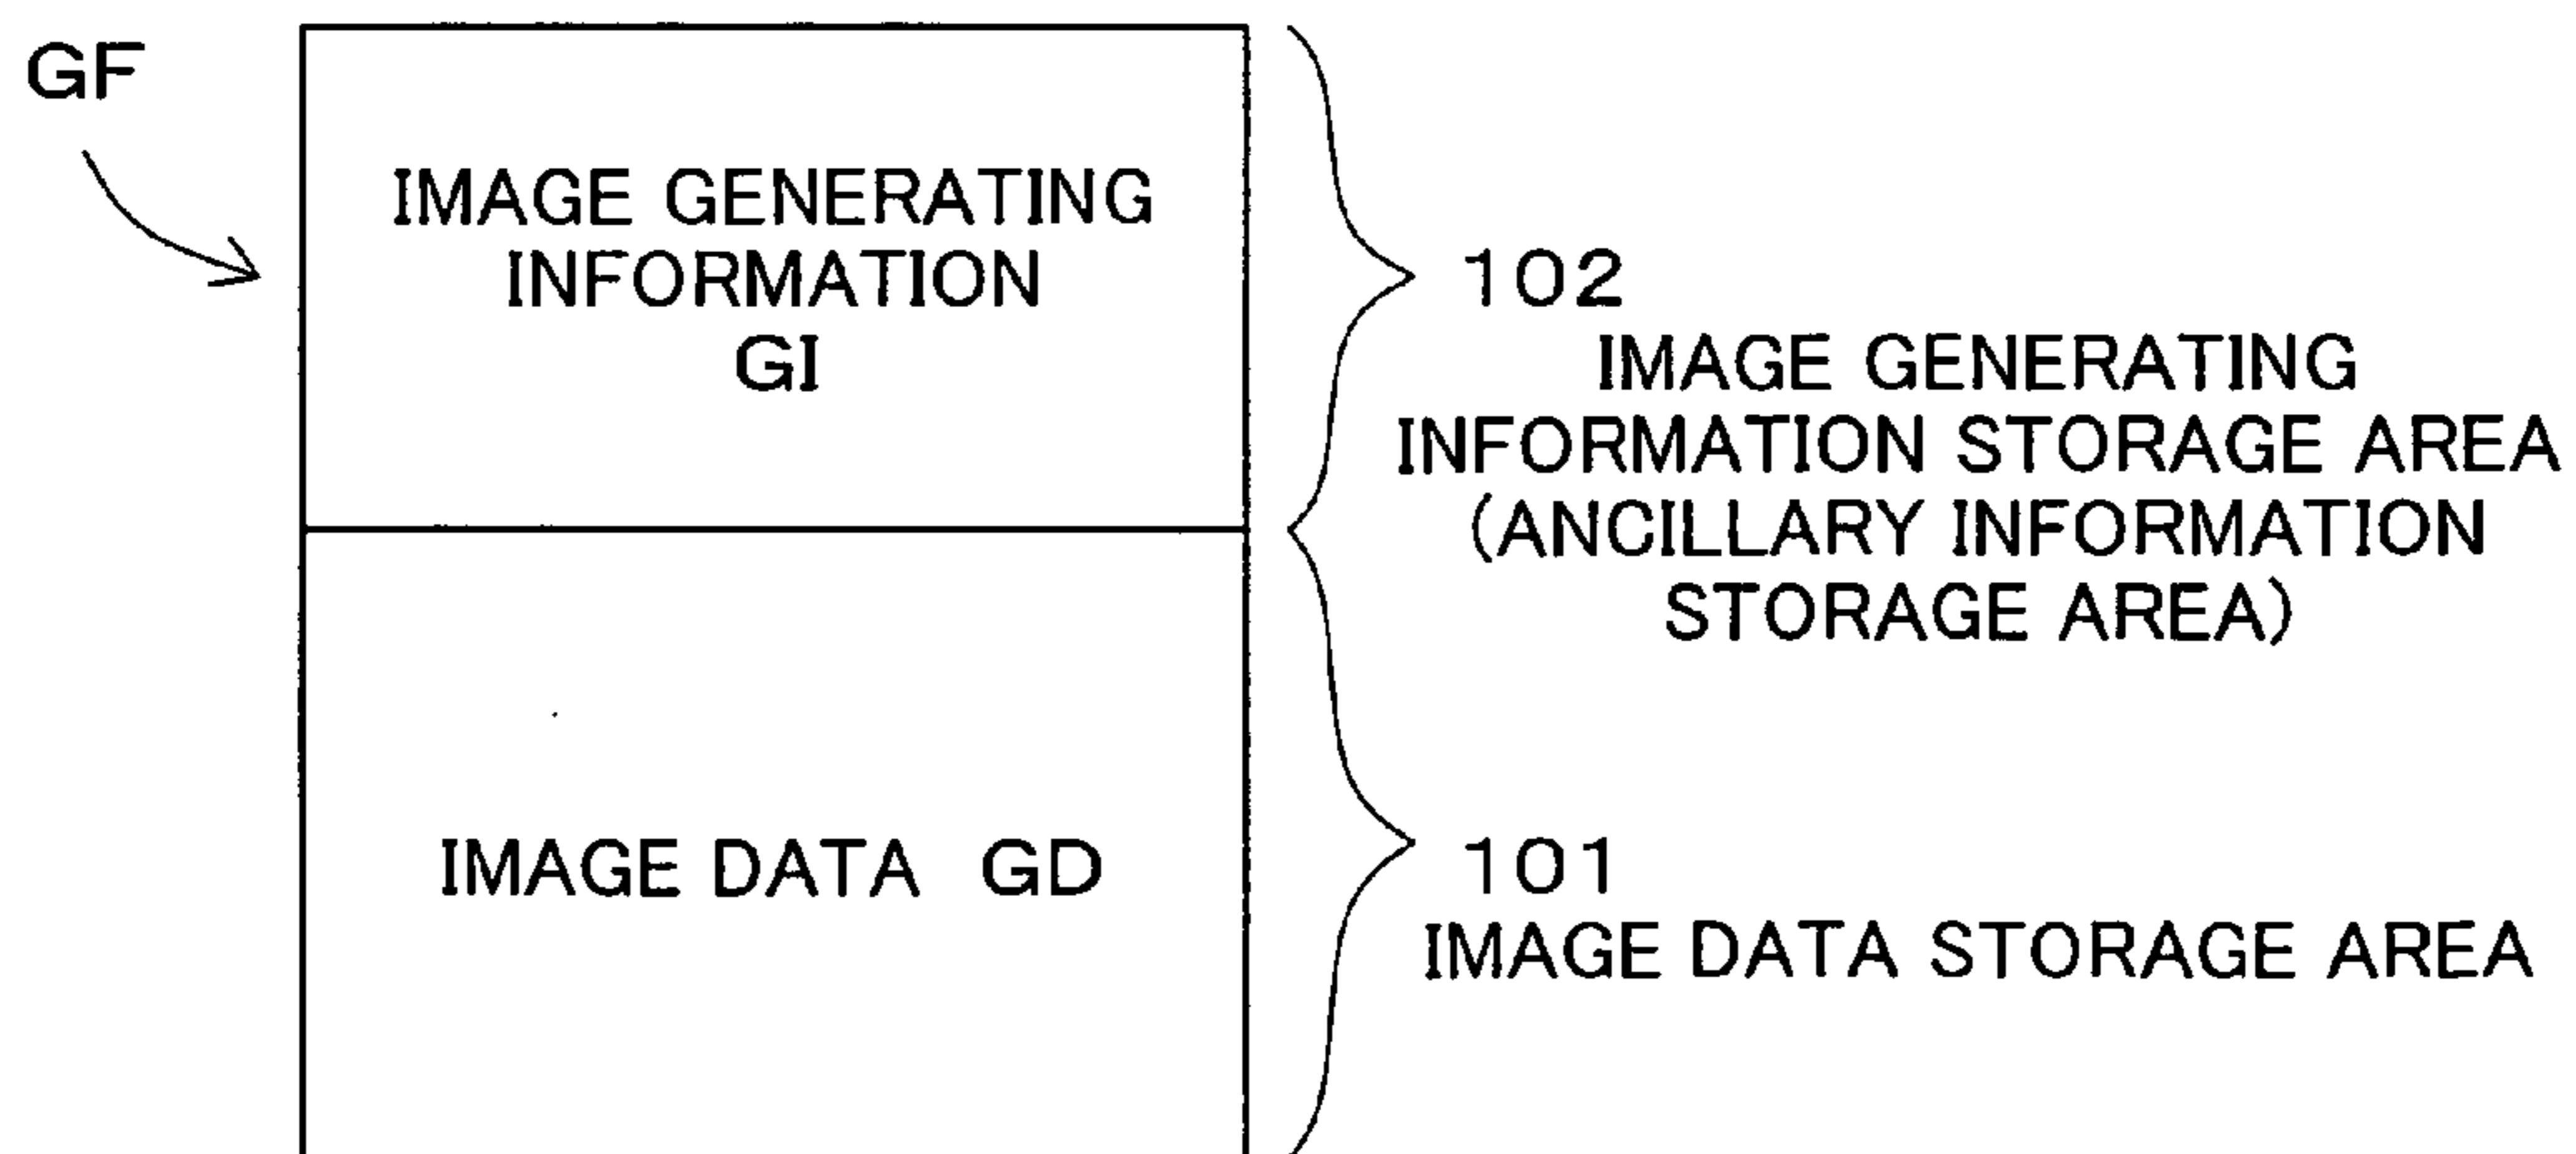 GF
IMAGE GENERATING
INFORMATION
GI
102
IMAGE GENERATING
INFORMATION STORAGE AREA
(ANCILLARY INFORMATION
STORAGE AREA)
IMAGE DATA GD
101
IMAGE DATA STORAGE AREA